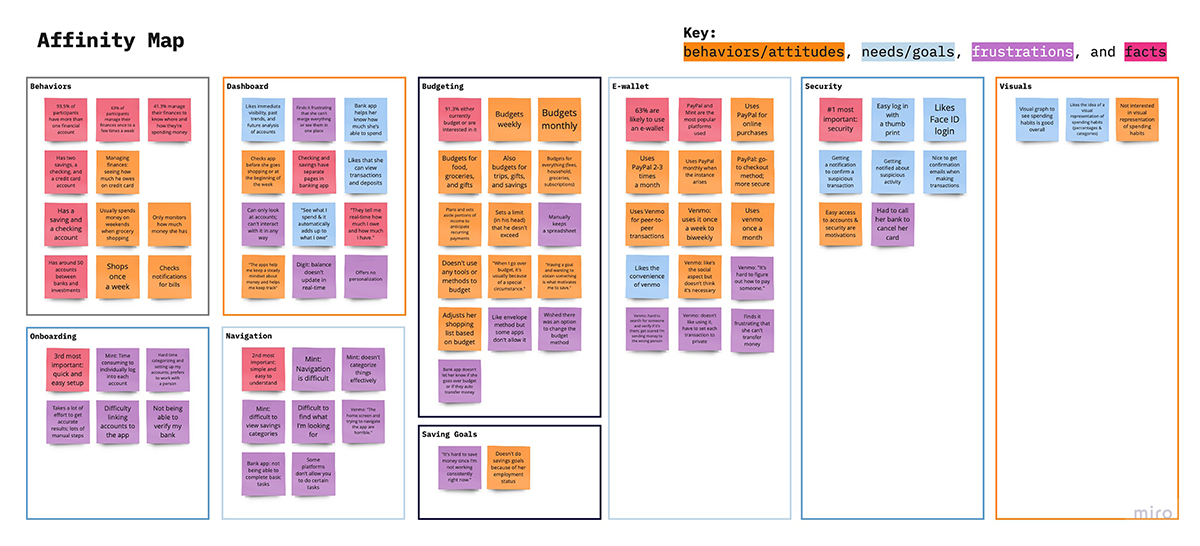 Affinity Map
Key:
behaviors/attitudes, needs/goals,
frustrations, and facts
Behaviors
93.5% of
participants
have more than
one financial
account
63% of
participants
manage their
finances once to a
few times a week
41.3% manage
their finances
to know where and
how they're
spending money
Has two
savings, a
checking, and a
credit card
Managing
finances:
seeing how
much he owes
on credit card
Has a
saving and
a checking
account
Usually spends
money on
weekends
when grocery
shopping
Only monitors
how much
money she has
Has around 50
accounts
between
banks and
investments
Shops
once
a week
Checks
notifications
for bills
Dashboard
Likes immediate
visibility, past
trends, and
future analysis
of accounts
Finds it frustrating
that she can't
merge everything
or see them in
one place
Bank app
helps her
know how
much she's
able to spend
Checks app
before she goes
shopping or at the
beginning of
the week
Checking and
savings have
separate
pages in
banking app
Likes that she
can view
transactions
and deposits
Can only look
at accounts;
can't interact
with it in any
way
"See what I
spend & it
automatically
adds up to
what I owe"
"They tell me
real-time how
much I owe
and how much
I have."
"The apps help
me keep a steady
mindset about
money and helps
me keep track"
Digit: balance
doesn't
update in
real-time
Offers no
personalization
Budgeting
91.3% either
currently
budget or are
interested in it
Budgets
weekly
Budgets
monthly
Budgets for
food,
groceries,
and gifts
Also
budgets for
trips, gifts,
and savings
Budgets for
everything (fixes,
household,
groceries,
subscriptions)
Plans and sets
aside portions of
income to
anticipate
recurring
payments
Sets a limit
(in his head)
that he doesn't
exceed
Manually
keeps
a spreadsheet
Doesn't use
any tools or
methods to
budget
"When I go over
budget, it's
usually because
of a special
circumstance."
"Having a goal
and wanting to
obtain something
is what motivates
me to save."
Adjusts her
shopping
list based
on budget
Like envelope
method but
some apps
don't allow it
Wished there
was an option
to change the
budget
method
Bank app doesn't
let her know if she
goes over budget
or if they auto
transfer money
E-wallet
63% are
likely to use
an e-wallet
PayPal and
Mint are the
most popular
platforms
used
Uses
PayPal for
online
purchases
Uses
PayPal 2-3
times
a month
Uses PayPal
monthly when
the instance
arises
PayPal: go-
to checkout
method;
more secure
Uses Venmo
for peer-to-
peer
transactions
Venmo:
uses it once
a week to
biweekly
Uses
venmo
once a
month
Likes the
convenience
of venmo
Venmo: like's
the social
aspect but
doesn't think
it's necessary
Venmo: "It's
hard to figure
out how to pay
someone."
Venmo: hard to
search for someone
and verify if it's
them; get scared I'm
sending money to
the wrong person
Venmo: doesn't
like using it,
have to set each
transaction to
private
Finds it
frustrating that
she can't
transfer
money
Security
#1 most
important:
security
Easy log in
with a
thumb
print
Likes
Face ID
login
Getting
a notification
to confirm a
suspicious
transaction
Getting
notified about
suspicious
activity
Nice to get
confirmation
emails when
making
transactions
Easy access to
accounts &
security are
motivations
Had to call
her bank to
cancel her
card
Visuals
Visual graph to
see spending
habits is good
overall
Likes the idea of a
visual
representation of
spending habits
(percentages &
categories)
Not interested
in visual
representation
of spending
habits
Onboarding
3rd most
important:
quick and
easy setup
Mint: Time
consuming to
individually log
into each
account
Hard time
categorizing and
setting up my
accounts; prefers
to work with
a person
Takes a lot of
effort to get
accurate
results; lots of
manual steps
Difficulty
linking
accounts to
the app
Not being
able to
verify my
bank
Navigation
2nd most
important:
simple and
easy to
understand
Mint:
Navigation
is difficult
Mint: doesn't
categorize
things
effectively
Mint:
difficult to
view savings
categories
Difficult to
find what
I'm looking
for
Venmo: "The
home screen and
trying to navigate
the app are
horrible."
Bank app: not
being able to
complete basic
tasks
Some
platforms
don't allow you
to do certain
tasks
Saving Goals
"It's hard to save
money since I'm
not working
consistently
right now."
Doesn't do
savings goals
because of her
employment
status
miro